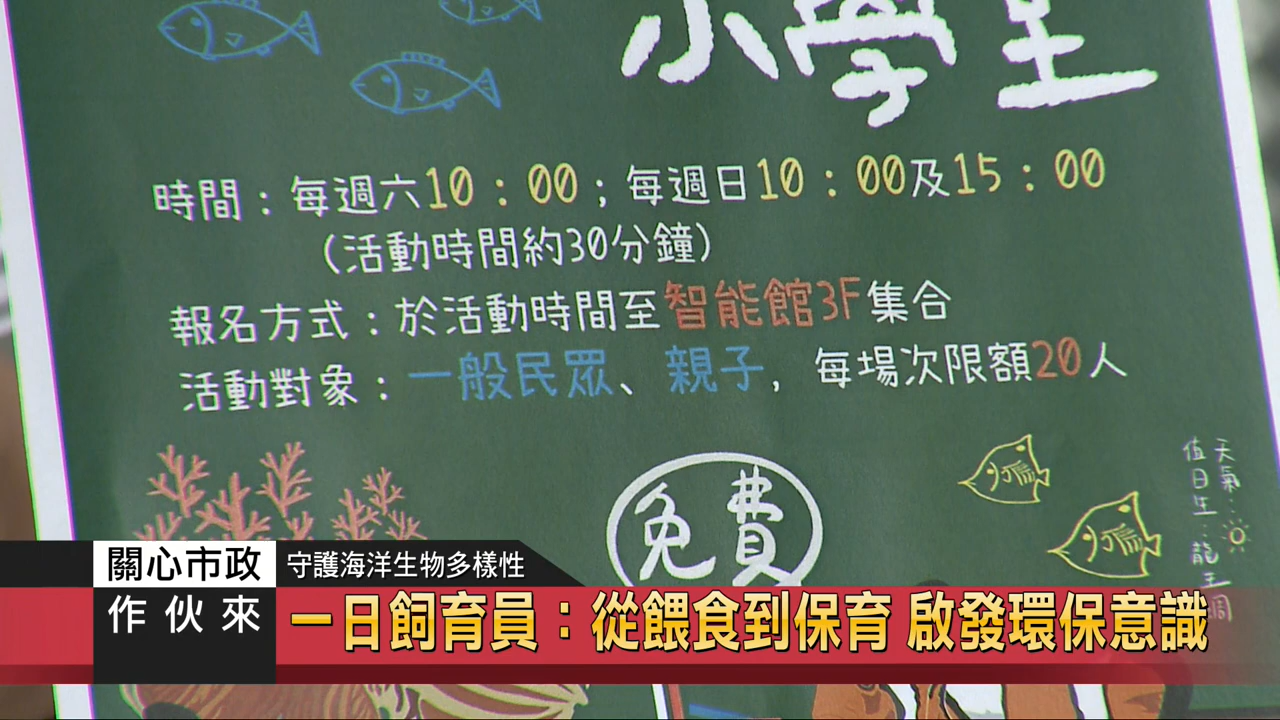 小學堂
時間：每週六10：00；每週日10：00及15：00
（活動時間約30分鐘）
報名方式：於活動時間至智能館3F集合
活動對象：一般民眾、親子，每場次限額20人
免費
天氣：
值日生：龍王鯛
關心市政
作伙來
守護海洋生物多樣性
一日飼育員：從餵食到保育 啟發環保意識